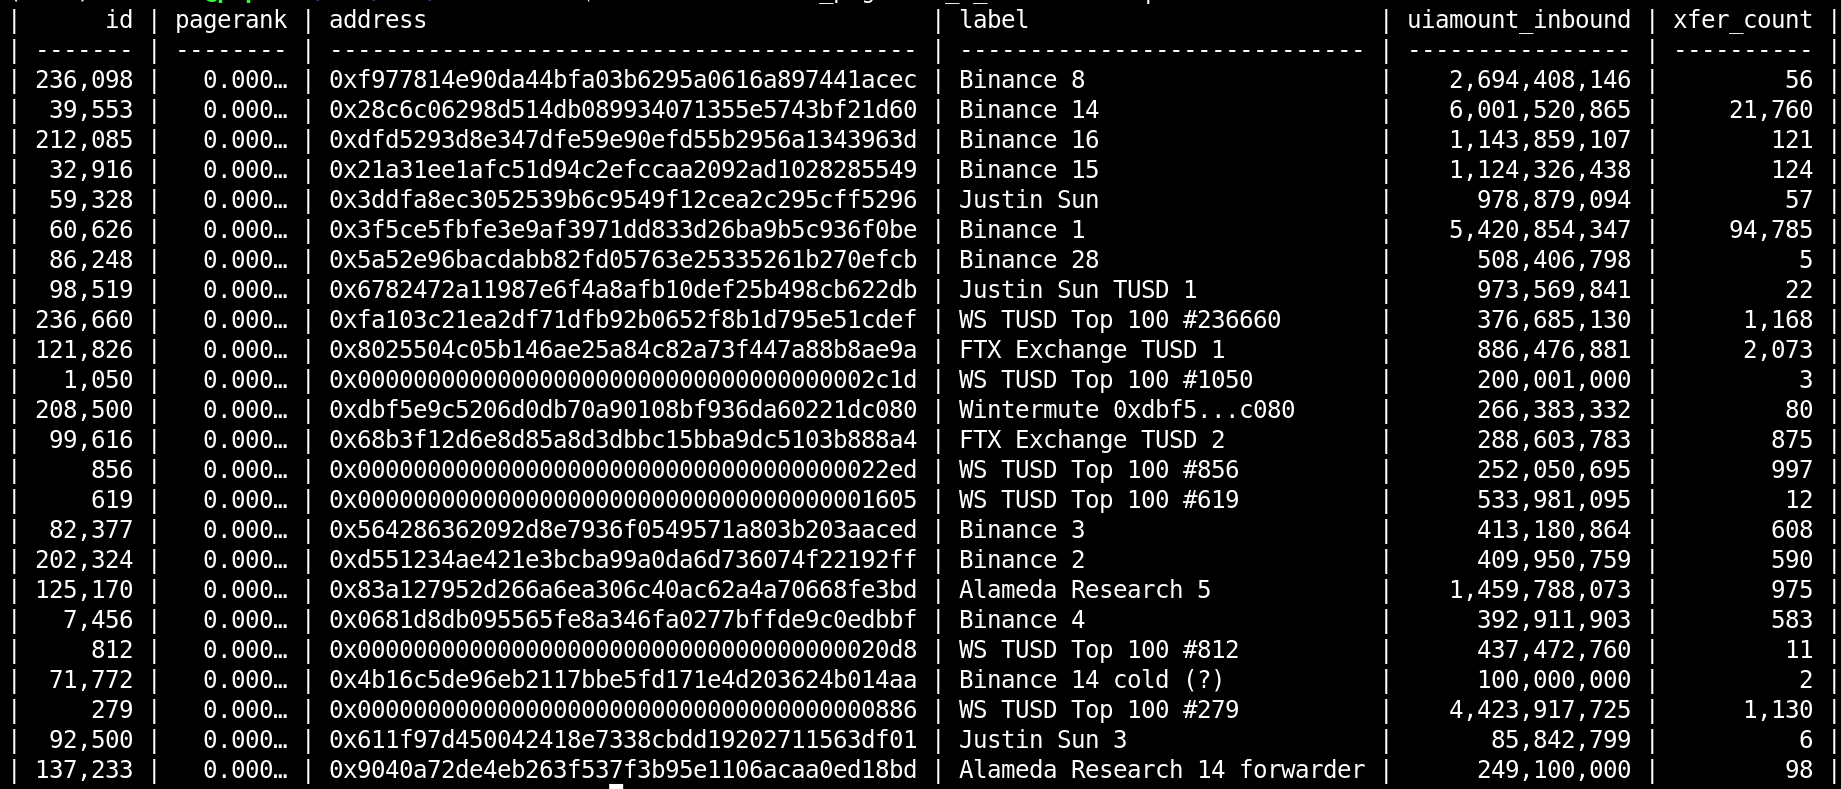 | id | pagerank | address | label | uiamount_inbound | xfer_count |
| ------- | -------- | ------------------------------------------ | ----------------------------- | ---------------- | ---------- |
| 236,098 | 0.000… | 0xf977814e90da44bfa03b6295a0616a897441acec | Binance 8 | 2,694,408,146 | 56 |
| 39,553 | 0.000… | 0x28c6c06298d514db089934071355e5743bf21d60 | Binance 14 | 6,001,520,865 | 21,760 |
| 212,085 | 0.000… | 0xdfd5293d8e347dfe59e90efd55b2956a1343963d | Binance 16 | 1,143,859,107 | 121 |
| 32,916 | 0.000… | 0x21a31ee1afc51d94c2efccaa2092ad1028285549 | Binance 15 | 1,124,326,438 | 124 |
| 59,328 | 0.000… | 0x3ddfa8ec3052539b6c9549f12cea2c295cff5296 | Justin Sun | 978,879,094 | 57 |
| 60,626 | 0.000… | 0x3f5ce5fbfe3e9af3971dd833d26ba9b5c936f0be | Binance 1 | 5,420,854,347 | 94,785 |
| 86,248 | 0.000… | 0x5a52e96bacdabb82fd05763e25335261b270efcb | Binance 28 | 508,406,798 | 5 |
| 98,519 | 0.000… | 0x6782472a11987e6f4a8afb10def25b498cb622db | Justin Sun TUSD 1 | 973,569,841 | 22 |
| 236,660 | 0.000… | 0xfa103c21ea2df71dfb92b0652f8b1d795e51cdef | WS TUSD Top 100 #236660 | 376,685,130 | 1,168 |
| 121,826 | 0.000… | 0x8025504c05b146ae25a84c82a73f447a88b8ae9a | FTX Exchange TUSD 1 | 886,476,881 | 2,073 |
| 1,050 | 0.000… | 0x0000000000000000000000000000000000002c1d | WS TUSD Top 100 #1050 | 200,001,000 | 3 |
| 208,500 | 0.000… | 0xdbf5e9c5206d0db70a90108bf936da60221dc080 | Wintermute 0xdbf5...c080 | 266,383,332 | 80 |
| 99,616 | 0.000… | 0x68b3f12d6e8d85a8d3dbbc15bba9dc5103b888a4 | FTX Exchange TUSD 2 | 288,603,783 | 875 |
| 856 | 0.000… | 0x00000000000000000000000000000000000022ed | WS TUSD Top 100 #856 | 252,050,695 | 997 |
| 619 | 0.000… | 0x0000000000000000000000000000000000001605 | WS TUSD Top 100 #619 | 533,981,095 | 12 |
| 82,377 | 0.000… | 0x564286362092d8e7936f0549571a803b203aaced | Binance 3 | 413,180,864 | 608 |
| 202,324 | 0.000… | 0xd551234ae421e3bcba99a0da6d736074f22192ff | Binance 2 | 409,950,759 | 590 |
| 125,170 | 0.000… | 0x83a127952d266a6ea306c40ac62a4a70668fe3bd | Alameda Research 5 | 1,459,788,073 | 975 |
| 7,456 | 0.000… | 0x0681d8db095565fe8a346fa0277bffde9c0edbbf | Binance 4 | 392,911,903 | 583 |
| 812 | 0.000… | 0x00000000000000000000000000000000000020d8 | WS TUSD Top 100 #812 | 437,472,760 | 11 |
| 71,772 | 0.000… | 0x4b16c5de96eb2117bbe5fd171e4d203624b014aa | Binance 14 cold (?) | 100,000,000 | 2 |
| 279 | 0.000… | 0x0000000000000000000000000000000000000886 | WS TUSD Top 100 #279 | 4,423,917,725 | 1,130 |
| 92,500 | 0.000… | 0x611f97d450042418e7338cbdd19202711563df01 | Justin Sun 3 | 85,842,799 | 6 |
| 137,233 | 0.000… | 0x9040a72de4eb263f537f3b95e1106acaa0ed18bd | Alameda Research 14 forwarder | 249,100,000 | 98 |